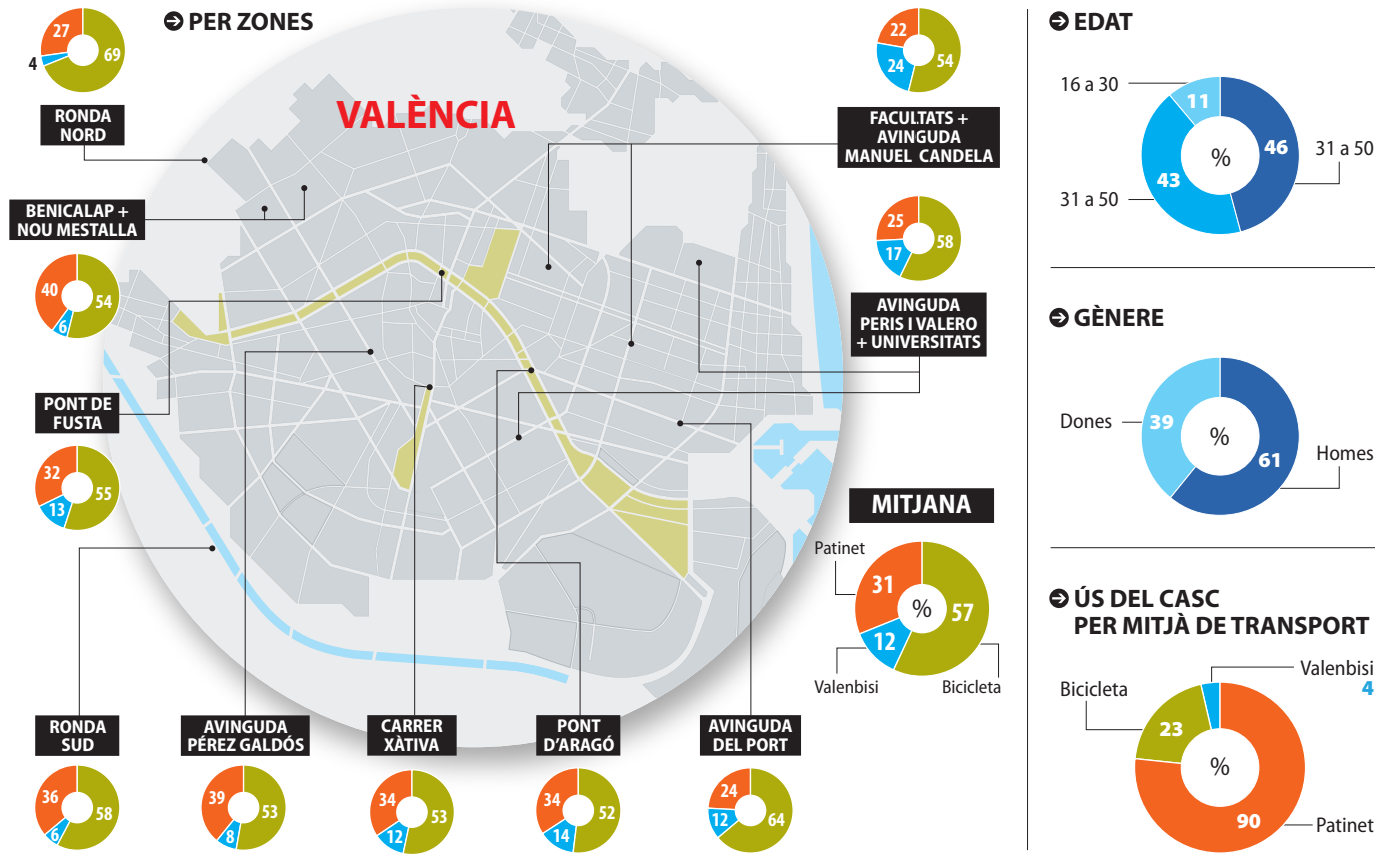 PER ZONES
VALÈNCIA
27
4
69
RONDA
NORD
BENICALAP +
NOU MESTALLA
40
54
6
PONT DE
FUSTA
32
55
13
22
24
54
FACULTATS +
AVINGUDA
MANUEL CANDELA
25
17
58
AVINGUDA
PERIS I VALERO
+ UNIVERSITATS
MITJANA
Patinet
31
%
57
12
Valenbisi
Bicicleta
RONDA
SUD
36
58
6
AVINGUDA
PÉREZ GALDÓS
39
53
8
CARRER
XÀTIVA
34
53
12
PONT
D'ARAGÓ
34
52
14
AVINGUDA
DEL PORT
24
12
64
EDAT
16 a 30
11
%
46
31 a 50
43
31 a 50
GÈNERE
Dones
39
%
61
Homes
ÚS DEL CASC
PER MITJÀ DE TRANSPORT
Valenbisi
4
Bicicleta
23
%
90
Patinet